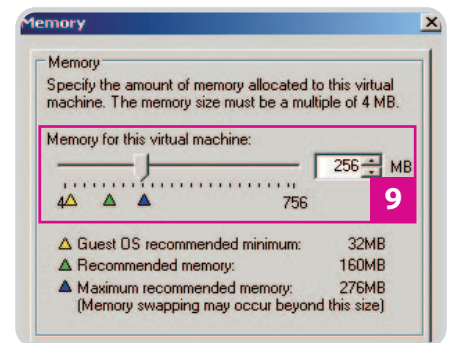 Memory
Memory
Specify the amount of memory allocated to this virtual
machine. The memory size must be a multiple of 4 MB.
Memory for this virtual machine:
256 MB
4 756
9
Guest OS recommended minimum: 32MB
Recommended memory: 160MB
Maximum recommended memory: 276MB
(Memory swapping may occur beyond this size)